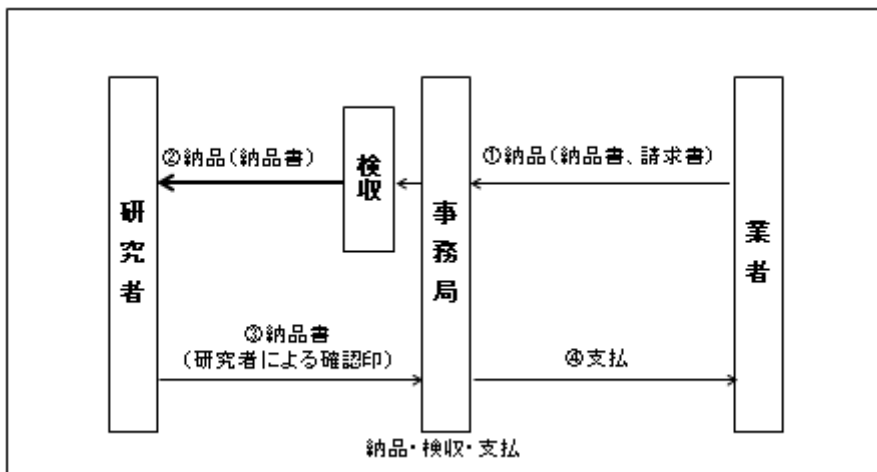 ②納品(納品書)
検収
①納品(納品書、請求書)
研究者
事務局
業者
③納品書
(研究者による確認印)
④支払
納品・検収・支払